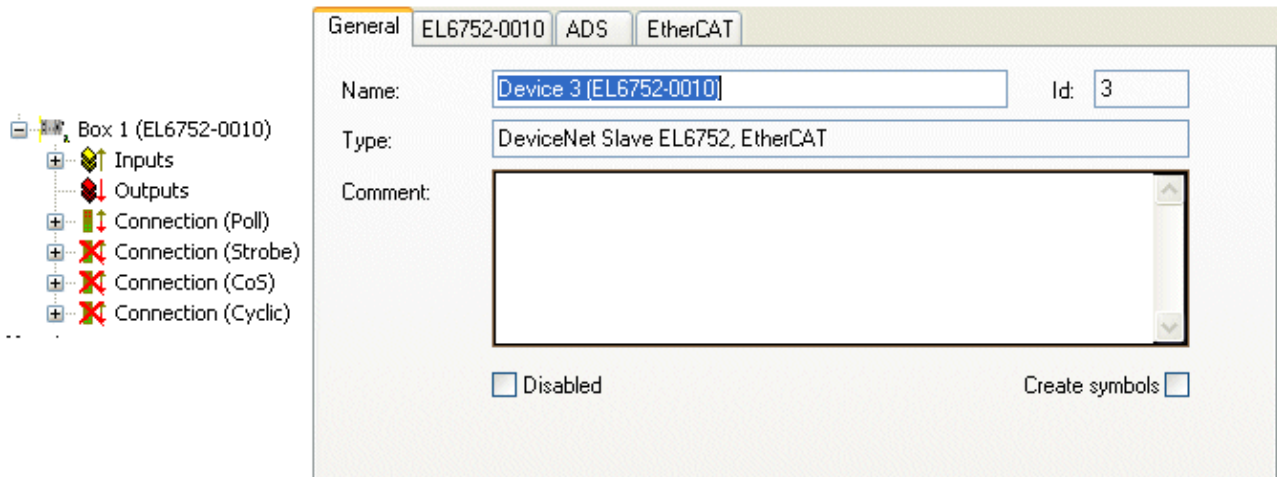 General EL6752-0010 ADS EtherCAT
Name: Device 3 (EL6752-0010) Id: 3
Box 1 (EL6752-0010)
Type: DeviceNet Slave EL6752, EtherCAT
Inputs
Outputs
Comment:
Connection (Poll)
Connection (Strobe)
Connection (CoS)
Connection (Cyclic)
Disabled Create symbols